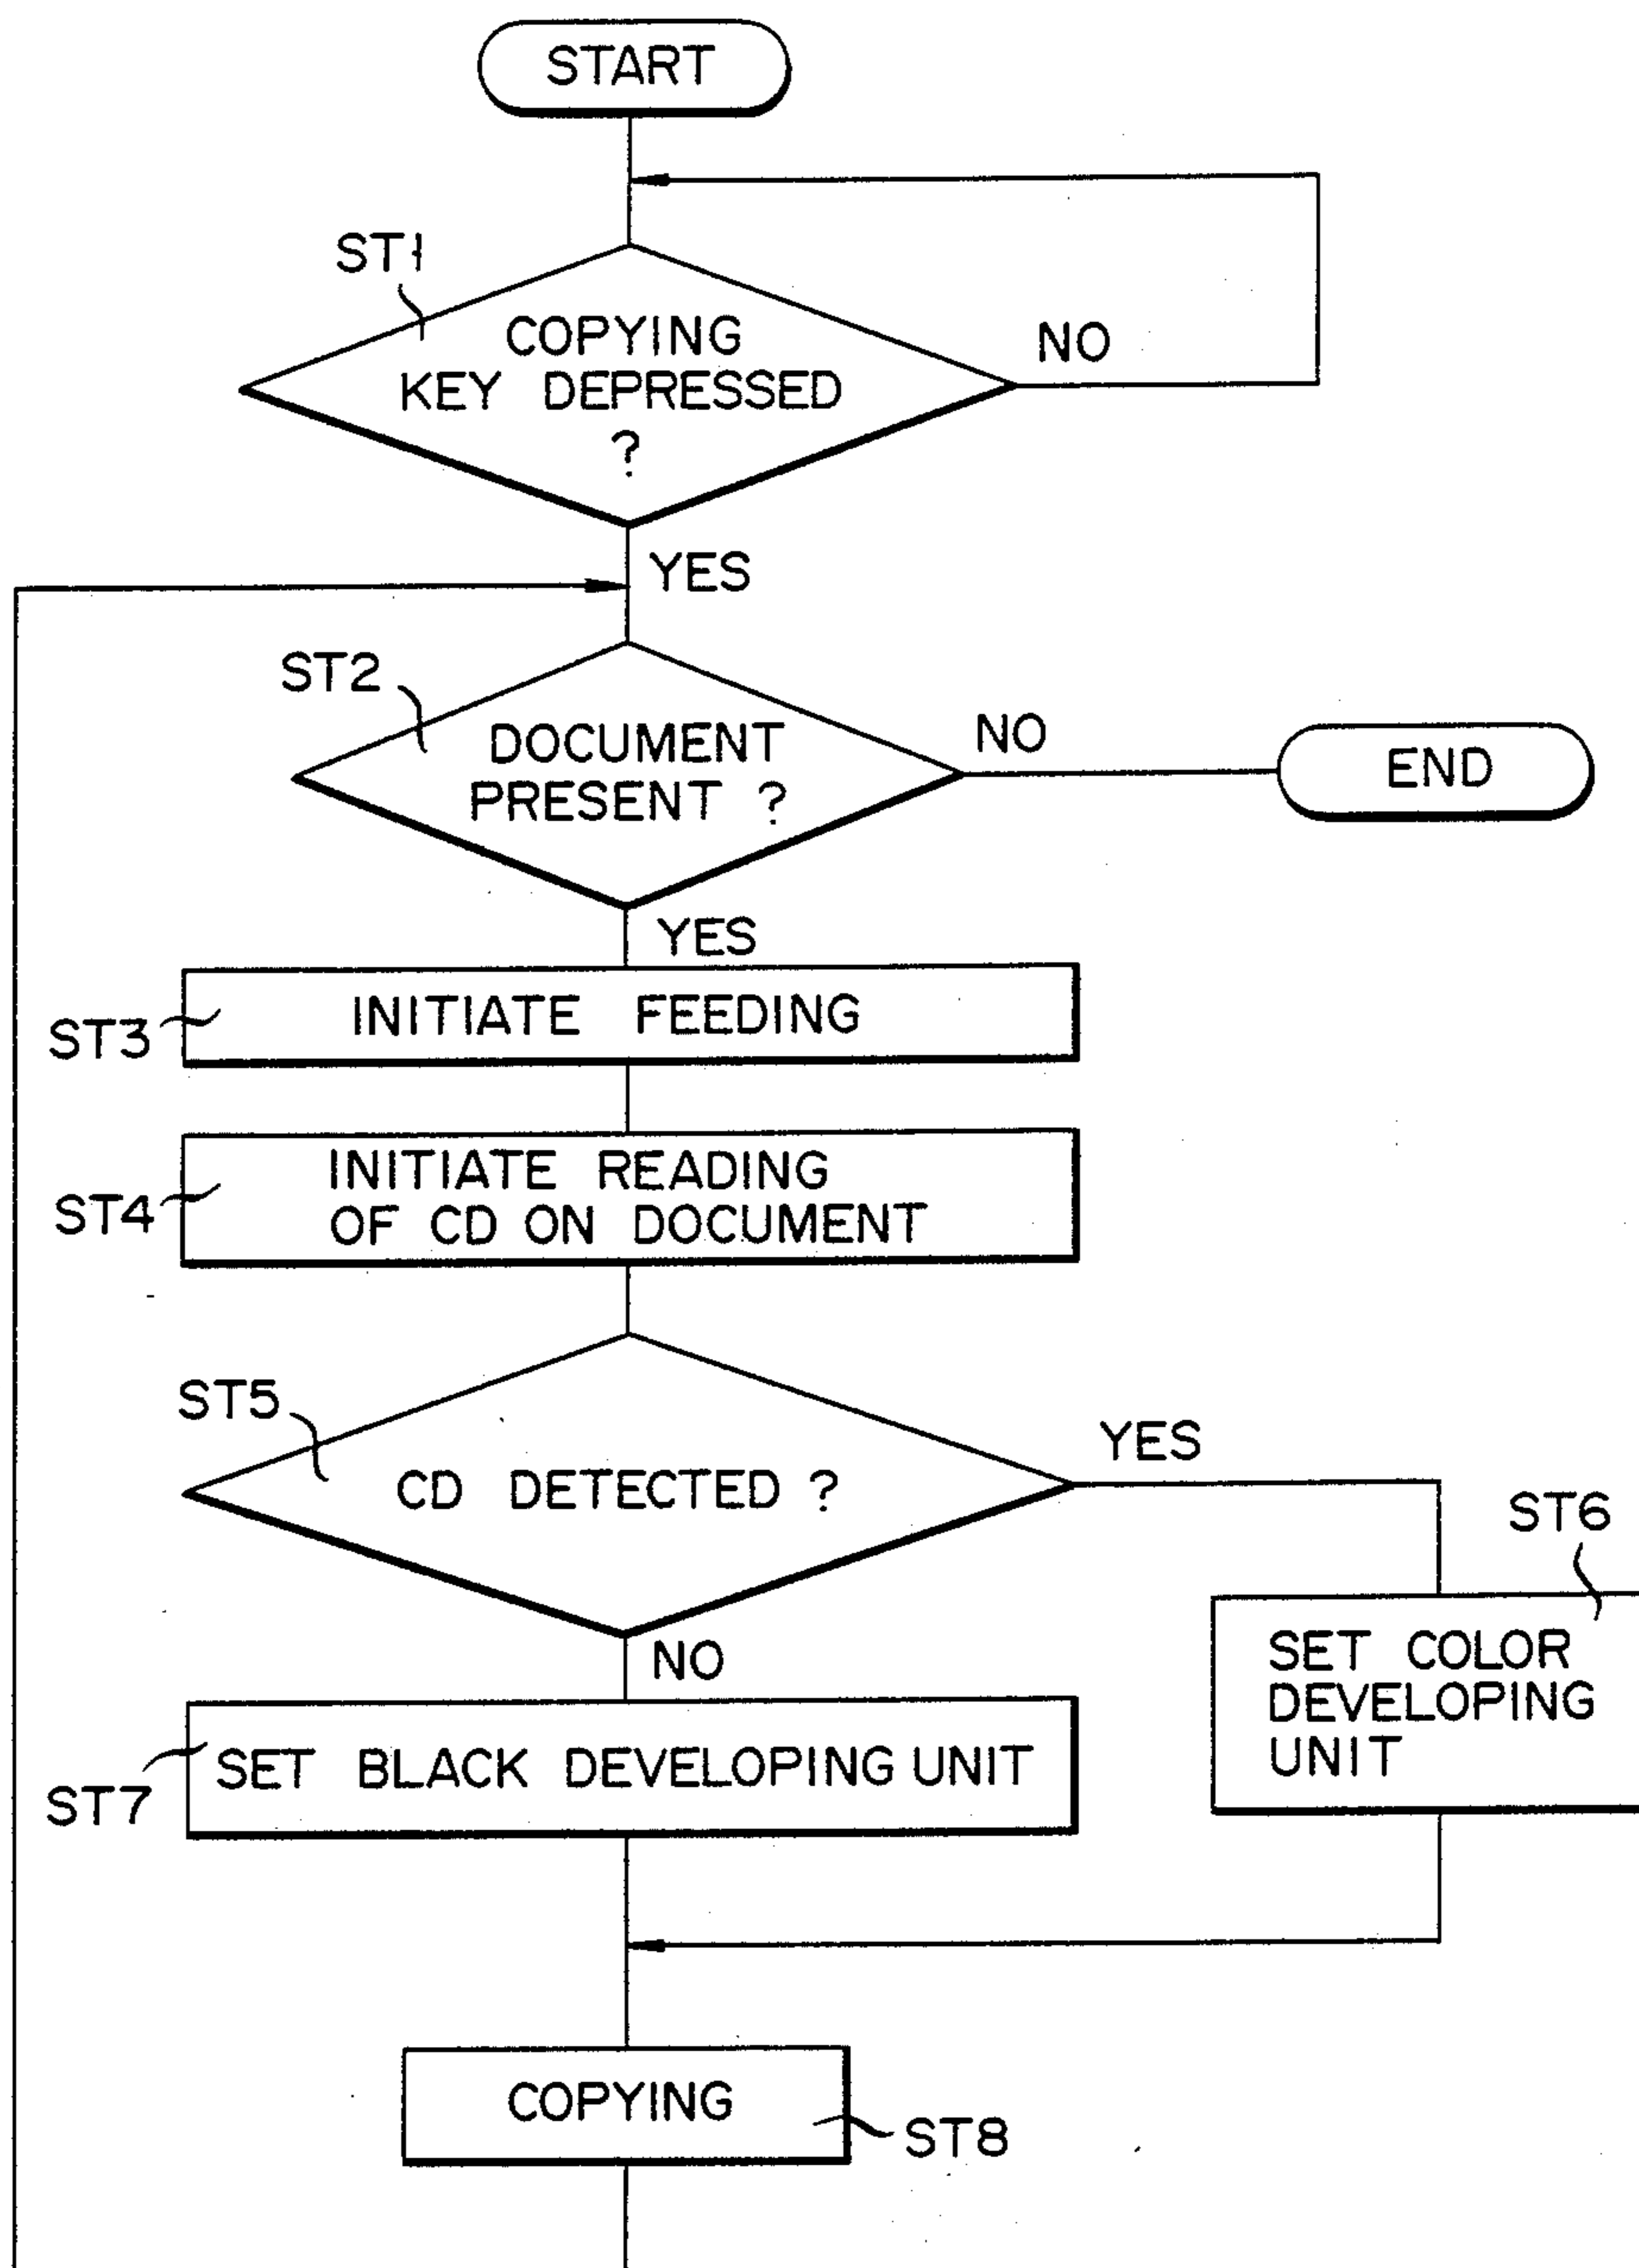 START
ST1
COPYING
KEY DEPRESSED
?
NO
YES
ST2
DOCUMENT
PRESENT ?
NO
END
YES
ST3
INITIATE FEEDING
ST4
INITIATE READING
OF CD ON DOCUMENT
ST5
CD DETECTED ?
YES
ST6
SET COLOR
DEVELOPING
UNIT
NO
ST7
SET BLACK DEVELOPING UNIT
COPYING
ST8